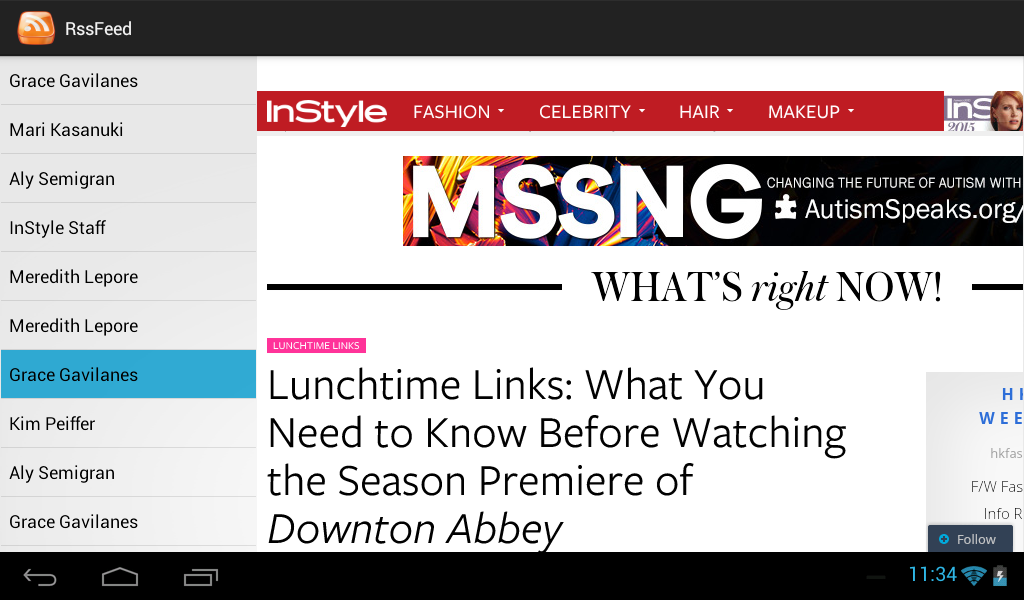 RssFeed
Grace Gavilanes
Mari Kasanuki
Aly Semigran
InStyle Staff
Meredith Lepore
Meredith Lepore
Grace Gavilanes
Kim Peiffer
Aly Semigran
Grace Gavilanes
InStyle FASHION CELEBRITY HAIR MAKEUP
InS
2015
MSSNG
CHANGING THE FUTURE OF AUTISM WITH
AutismSpeaks.org/
WHAT'S right NOW!
LUNCHTIME LINKS
Lunchtime Links: What You
Need to Know Before Watching
the Season Premiere of
Downton Abbey
H
WEE
hkfas
F/W Fas
Info R
Follow
11:34